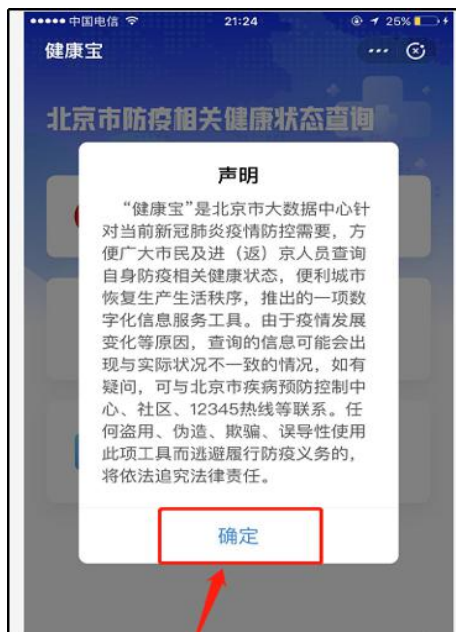 中国电信 21:24 25%
健康宝
北京市防疫相关健康状态查询
声明
“健康宝”是北京市大数据中心针
对当前新冠肺炎疫情防控需要，方
便广大市民及进（返）京人员查询
自身防疫相关健康状态，便利城市
恢复生产生活秩序，推出的一项数
字化信息服务工具。由于疫情发展
变化等原因，查询的信息可能会出
现与实际状况不一致的情况，如有
疑问，可与北京市疾病预防控制中
心、社区、12345热线等联系。任
何盗用、伪造、欺骗、误导性使用
此项工具而逃避履行防疫义务的，
将依法追究法律责任。
确定